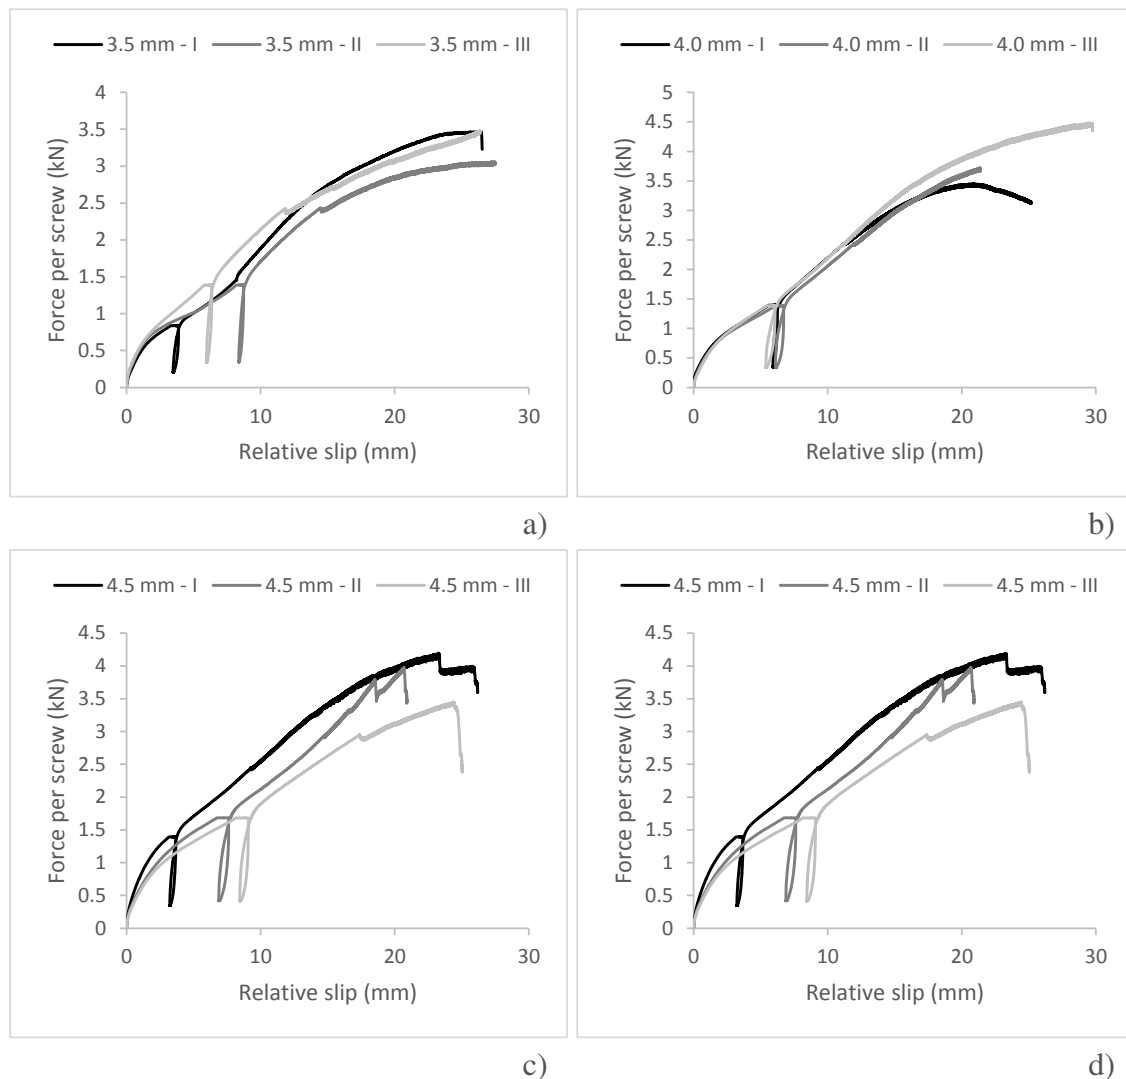 3.5 mm - I 3.5 mm - II 3.5 mm - III
4
3.5
3
2.5
2
1.5
1
0.5
0
0 10 20 30
Force per screw (kN)
Relative slip (mm)
a)
4.0 mm - I 4.0 mm - II 4.0 mm - III
5
4.5
4
3.5
3
2.5
2
1.5
1
0.5
0
0 10 20 30
Force per screw (kN)
Relative slip (mm)
b)
4.5 mm - I 4.5 mm - II 4.5 mm - III
4.5
4
3.5
3
2.5
2
1.5
1
0.5
0
0 10 20 30
Force per screw (kN)
Relative slip (mm)
c)
4.5 mm - I 4.5 mm - II 4.5 mm - III
4.5
4
3.5
3
2.5
2
1.5
1
0.5
0
0 10 20 30
Force per screw (kN)
Relative slip (mm)
d)